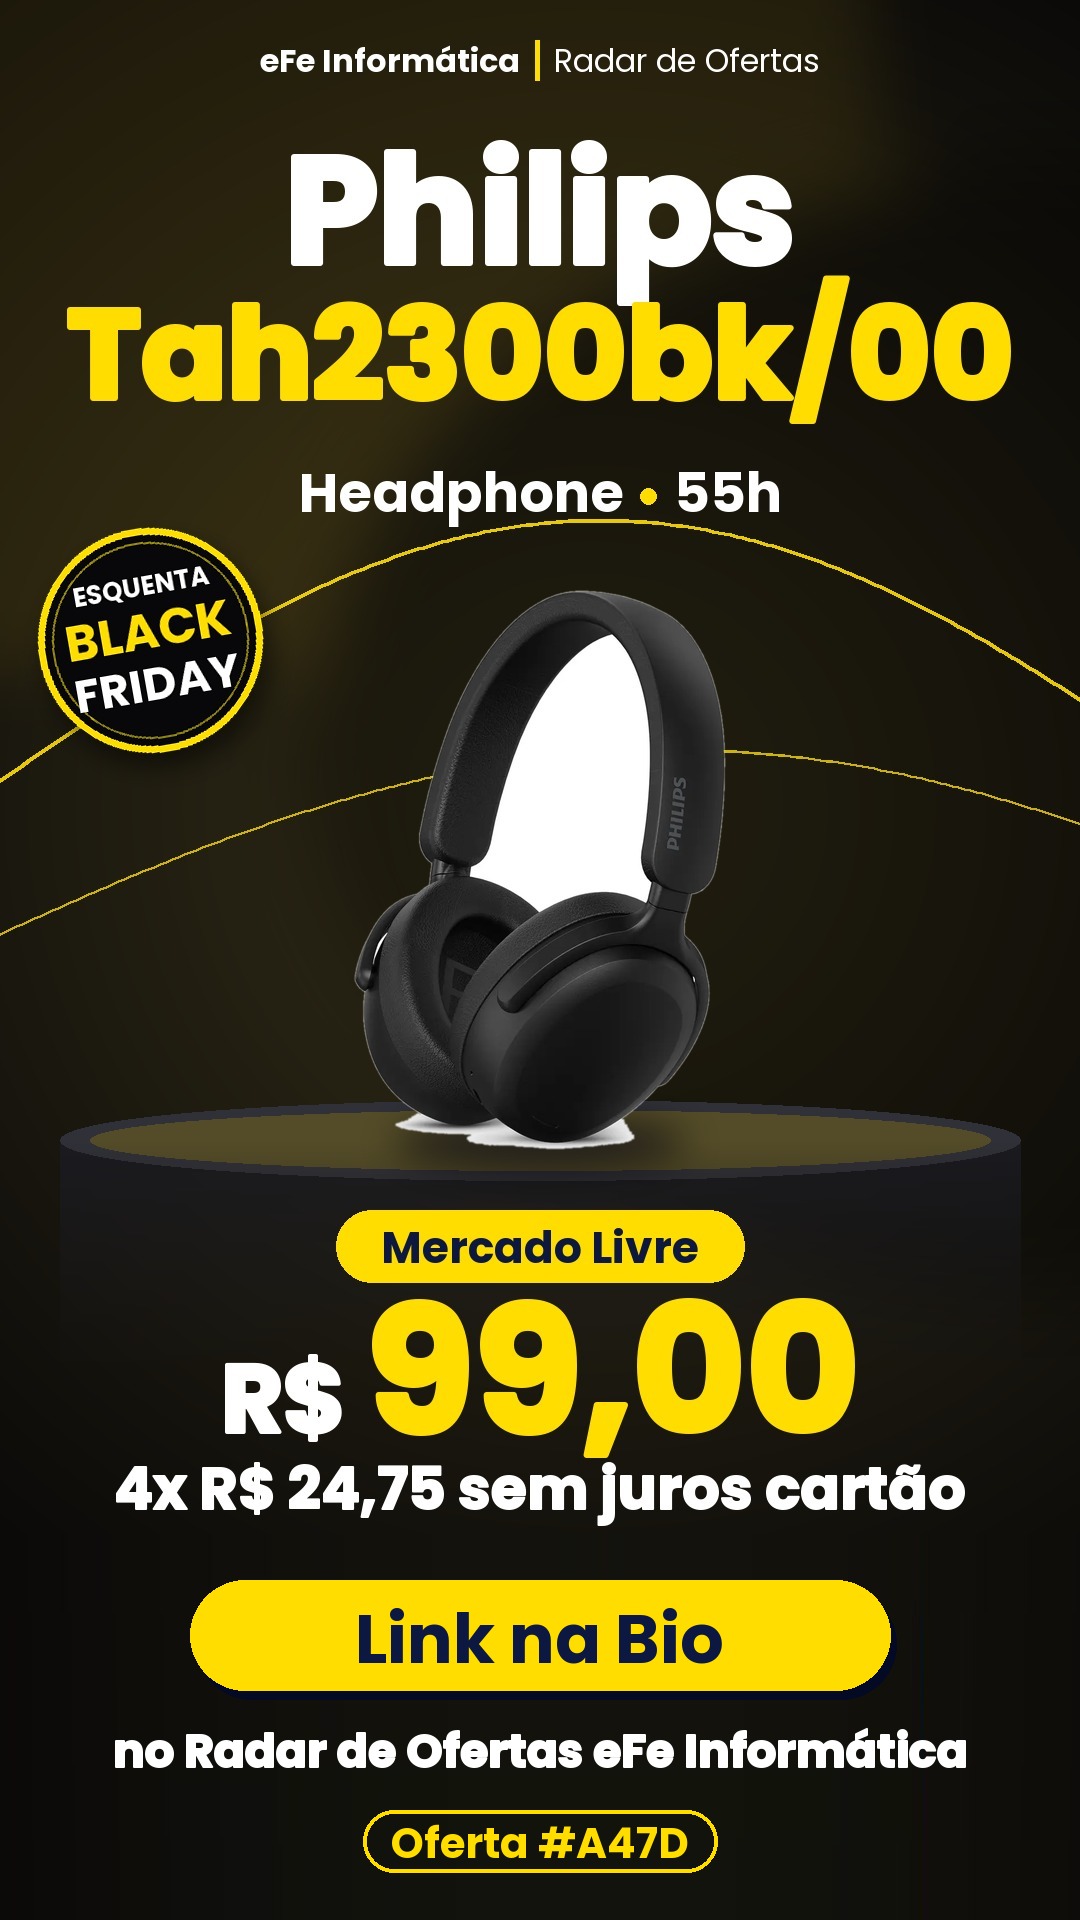 eFe Informática | Radar de Ofertas
Philips
Tah2300bk/00
Headphone • 55h
ESQUENTA
BLACK
FRIDAY
PHILIPS
Mercado Livre
R$ 99,00
4x R$ 24,75 sem juros cartão
Link na Bio
no Radar de Ofertas eFe Informática
Oferta #A47D